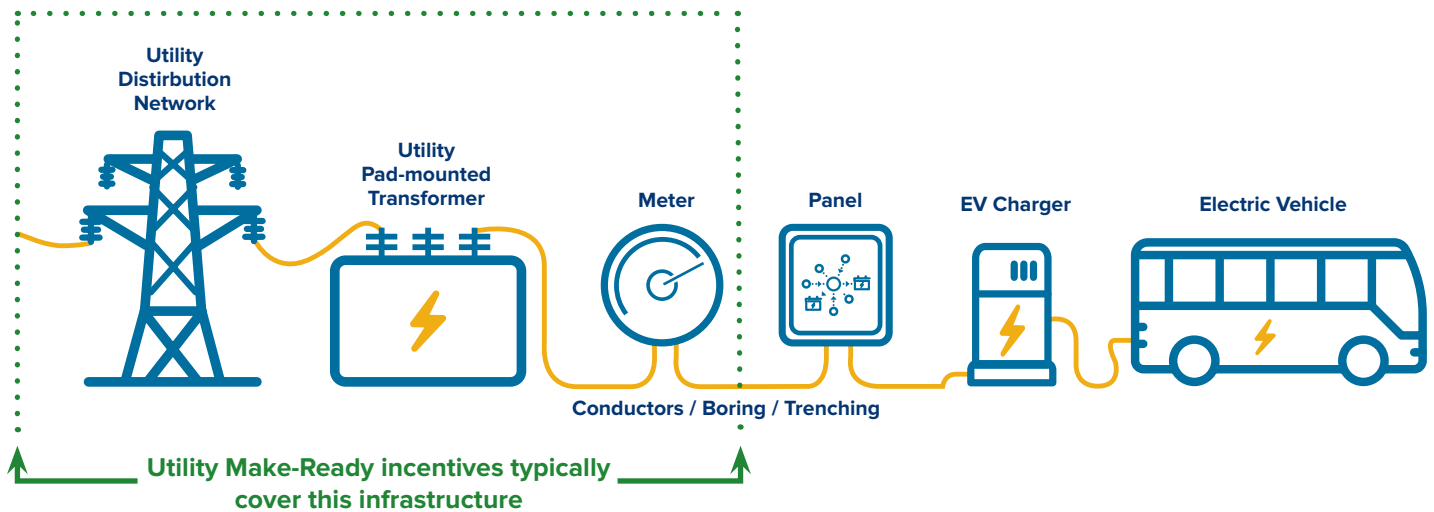 Utility
Distirbution
Network
Utility
Pad-mounted
Transformer
Meter
Panel
EV Charger
Electric Vehicle
Conductors / Boring / Trenching
Utility Make-Ready incentives typically
cover this infrastructure